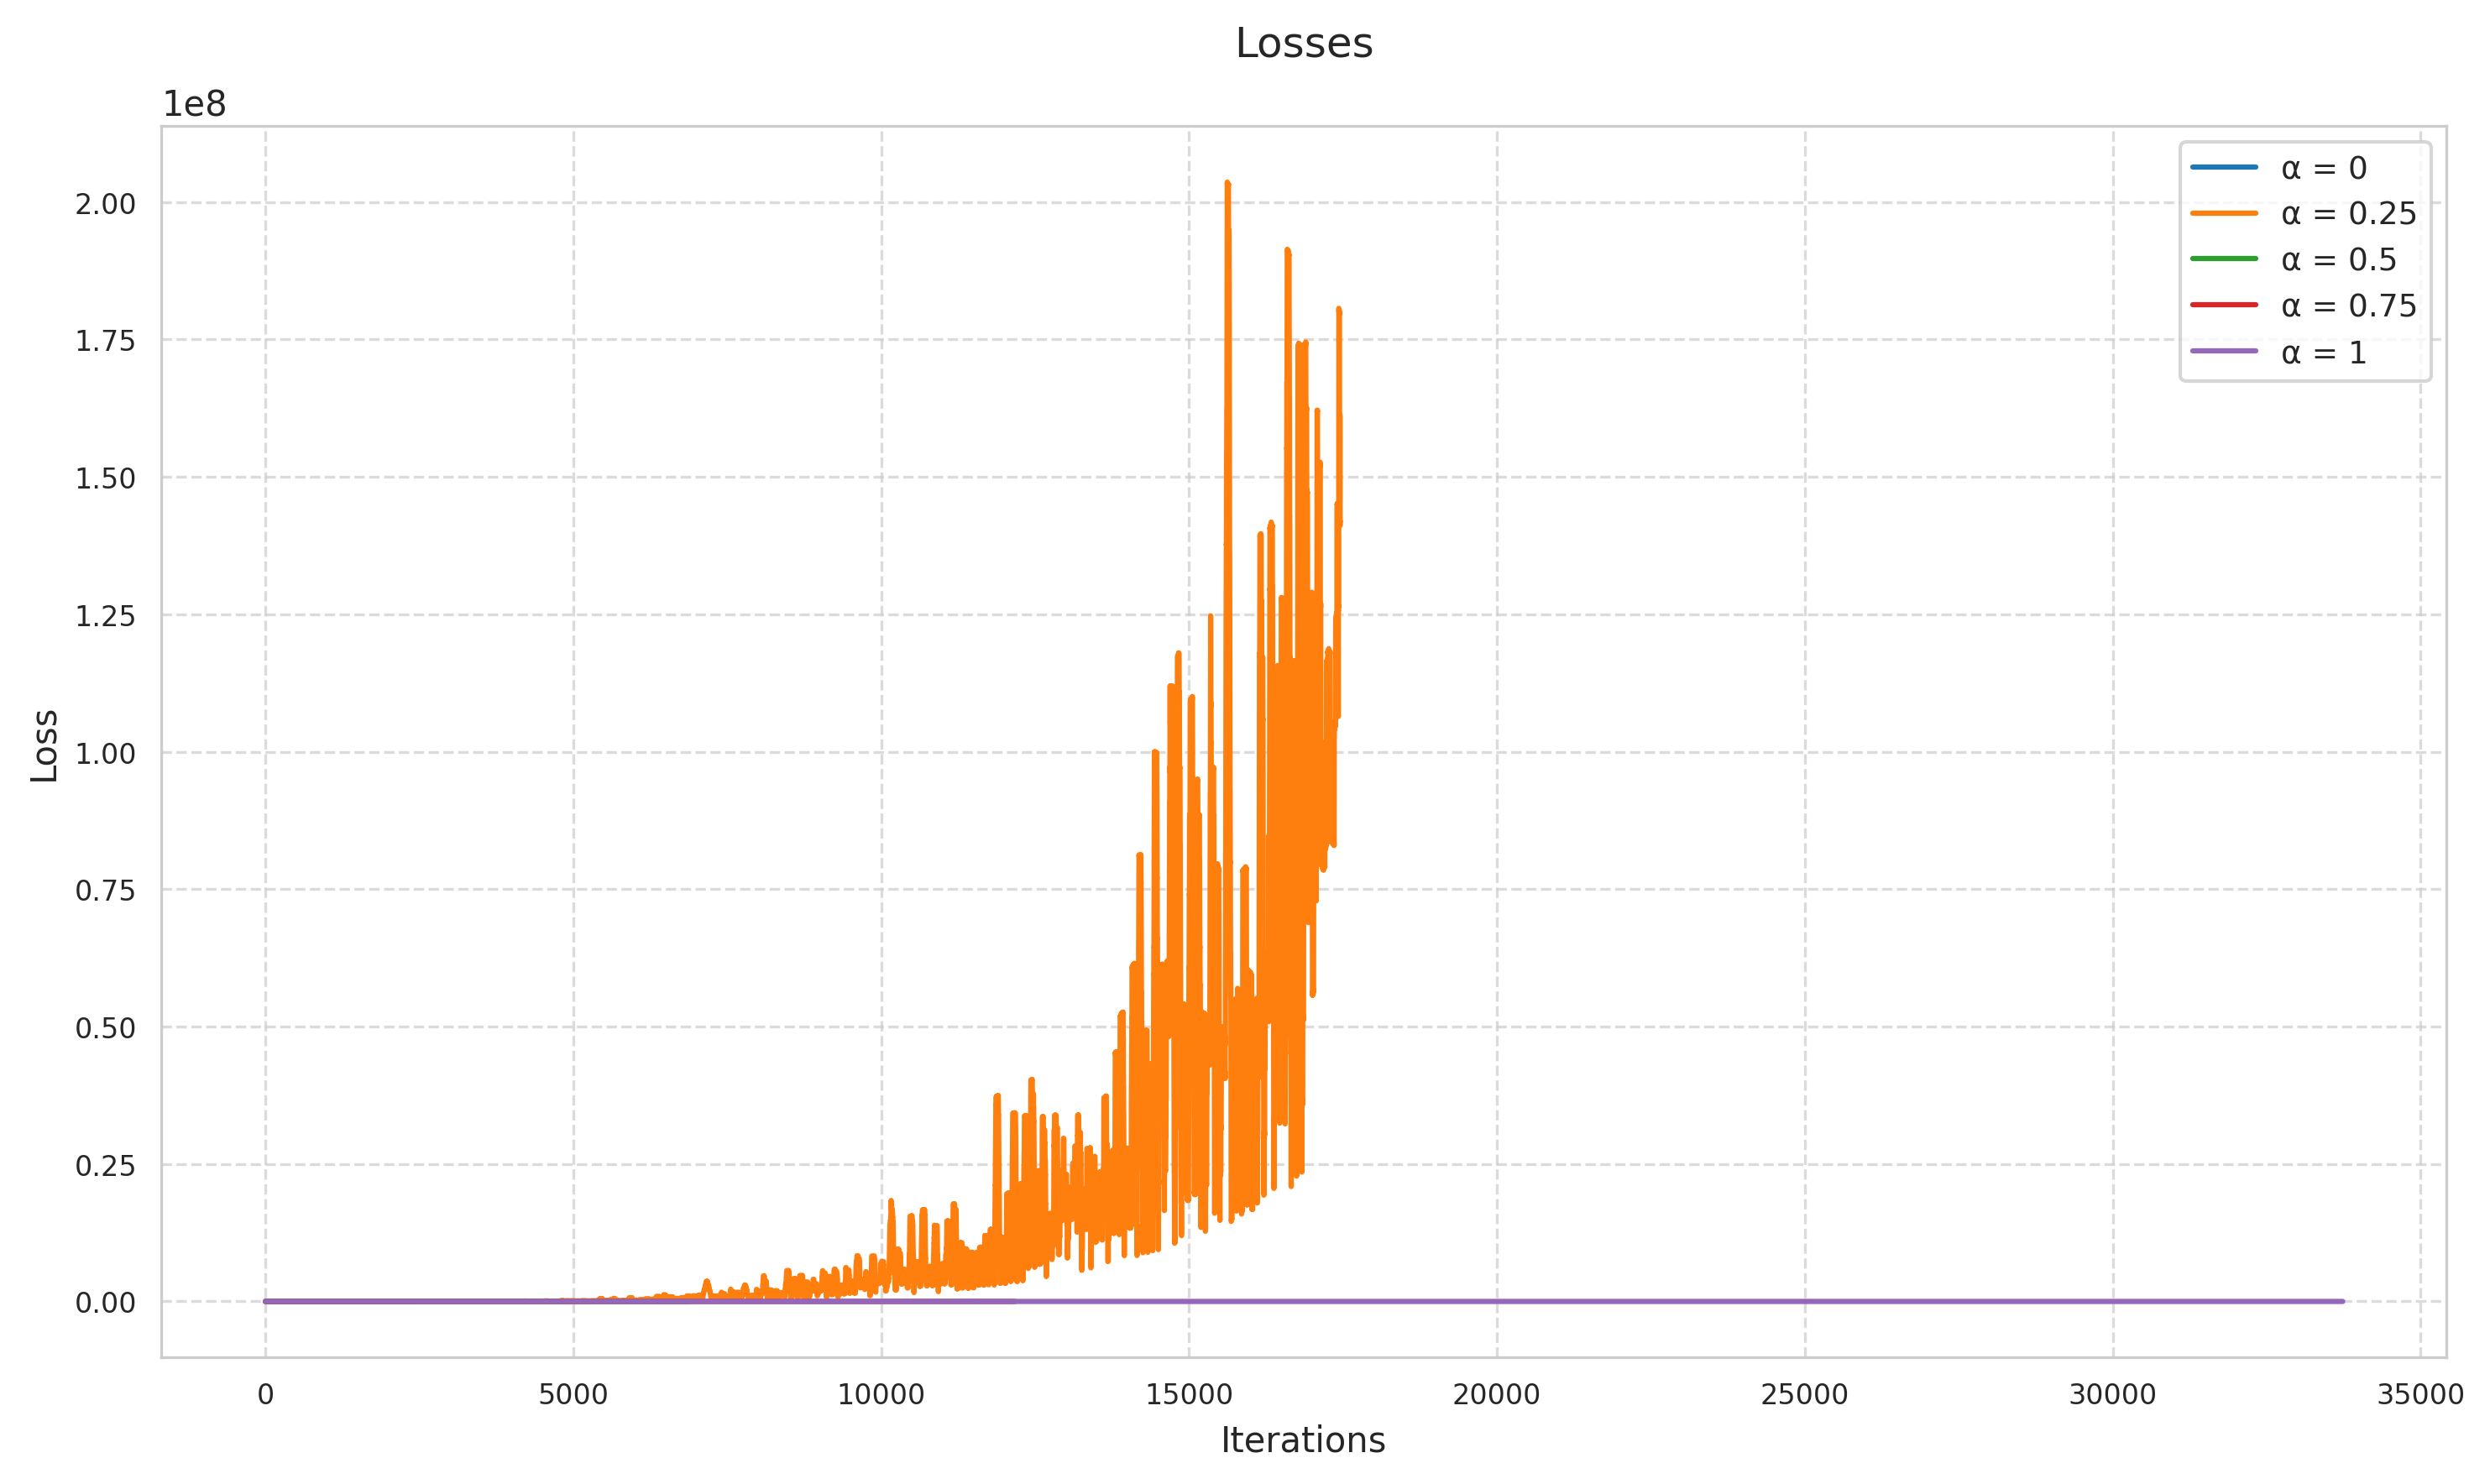 Losses
1e8
2.00
1.75
1.50
1.25
1.00
0.75
0.50
0.25
0.00
Loss
α = 0
α = 0.25
α = 0.5
α = 0.75
α = 1
0 5000 10000 15000 20000 25000 30000 35000
Iterations